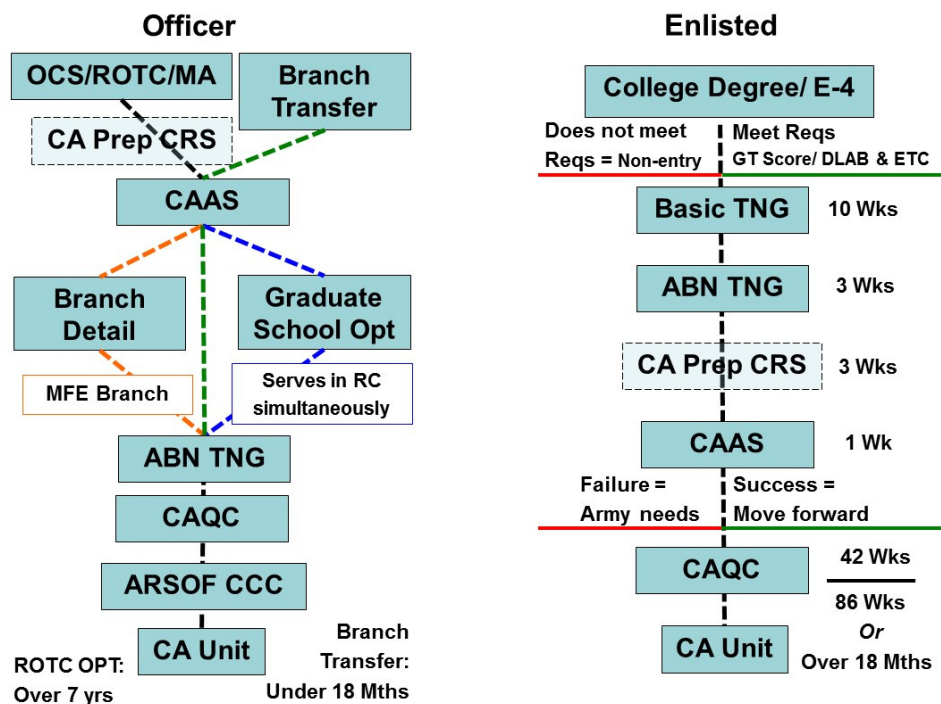 Officer
OCS/ROTC/MA
Branch
Transfer
CA Prep CRS
CAAS
Branch
Detail
Graduate
School Opt
MFE Branch
Serves in RC
simultaneously
ABN TNG
CAQC
ARSOF CCC
CA Unit
ROTC OPT:
Over 7 yrs
Branch
Transfer:
Under 18 Mths
Enlisted
College Degree/ E-4
Does not meet
Reqs = Non-entry
Meet Reqs
GT Score/ DLAB & ETC
Basic TNG
10 Wks
ABN TNG
3 Wks
CA Prep CRS
3 Wks
CAAS
1 Wk
Failure =
Army needs
Success =
Move forward
CAQC
42 Wks
86 Wks
Or
Over 18 Mths
CA Unit